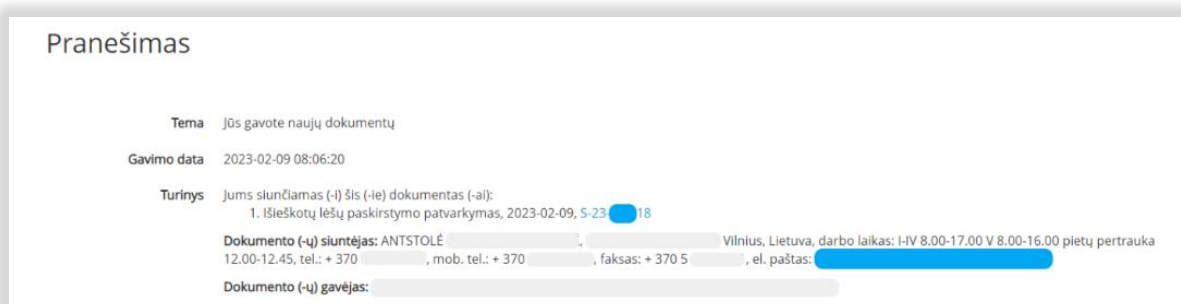 Pranešimas
Tema Jūs gavote naujų dokumentų
Gavimo data 2023-02-09 08:06:20
Turinys Jums siunčiamas (-i) šis (-ie) dokumentas (-ai):
1. Išieškotų lėšų paskirstymo patvarkymas, 2023-02-09, S-23- 18
Dokumento (-ų) siuntėjas: ANTSTOLĖ , Vilnius, Lietuva, darbo laikas: I-IV 8.00-17.00 V 8.00-16.00 pietų pertrauka
12.00-12.45, tel.: + 370 , mob. tel.: + 370 , faksas: + 370 5 , el. paštas:
Dokumento (-ų) gavėjas: